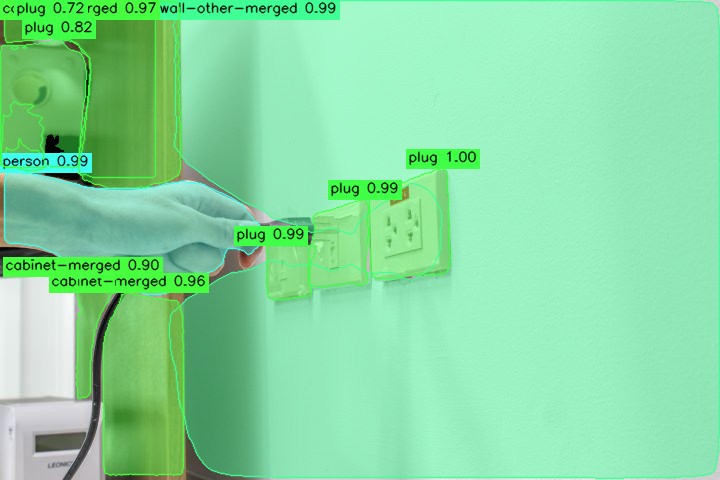 plug 0.72
rged 0.97
wall-other-merged 0.99
plug 0.82
plug 1.00
person 0.99
plug 0.99
plug 0.99
cabinet-merged 0.90
cabinet-merged 0.96
LEONIC